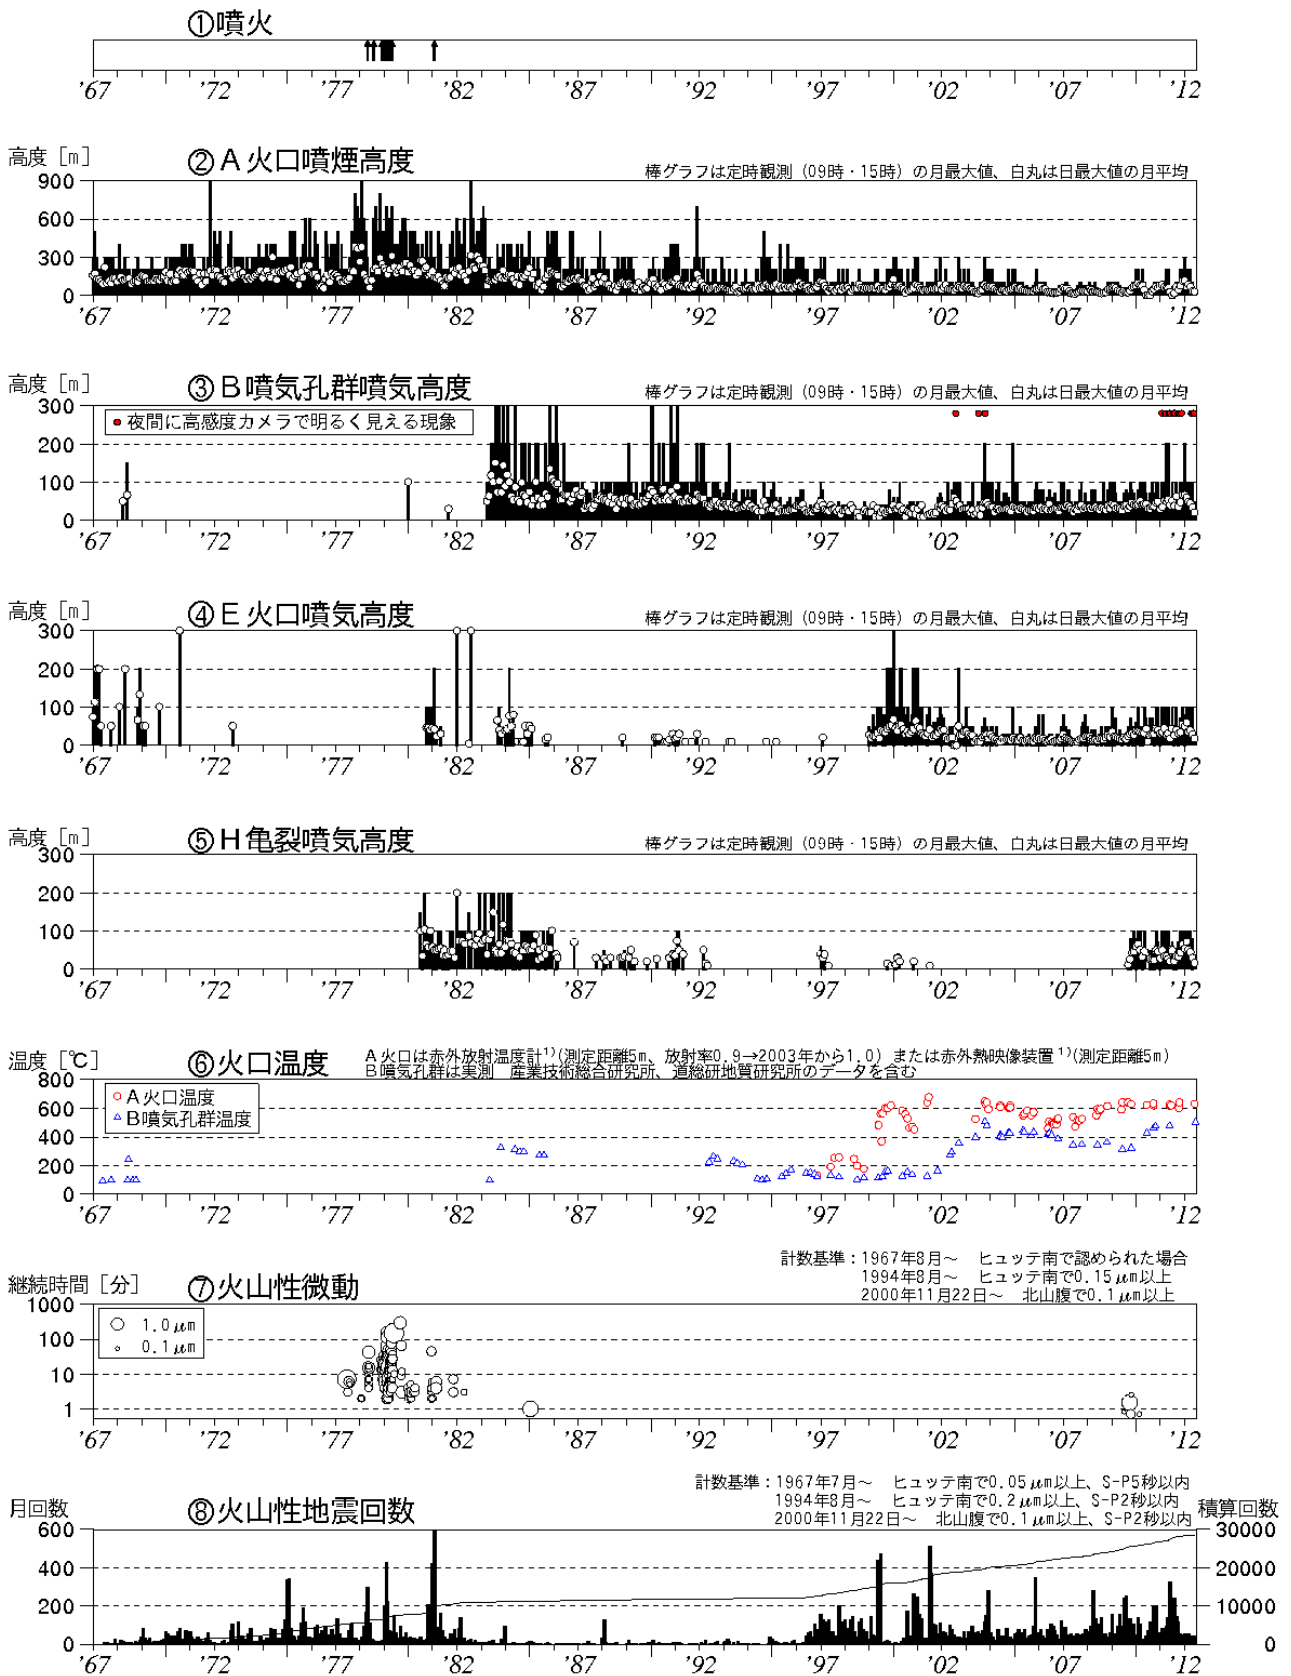 ①噴火
'67 '72 '77 '82 '87 '92 '97 '02 '07 '12
高度［m］
②A火口噴煙高度
棒グラフは定時観測（09時・15時）の月最大値、白丸は日最大値の月平均
900
600
300
0
'67 '72 '77 '82 '87 '92 '97 '02 '07 '12
高度［m］
③B噴気孔群噴気高度
棒グラフは定時観測（09時・15時）の月最大値、白丸は日最大値の月平均
300
夜間に高感度カメラで明るく見える現象
200
100
0
'67 '72 '77 '82 '87 '92 '97 '02 '07 '12
高度［m］
④E火口噴気高度
棒グラフは定時観測（09時・15時）の月最大値、白丸は日最大値の月平均
300
200
100
0
'67 '72 '77 '82 '87 '92 '97 '02 '07 '12
高度［m］
⑤H亀裂噴気高度
棒グラフは定時観測（09時・15時）の月最大値、白丸は日最大値の月平均
300
200
100
0
'67 '72 '77 '82 '87 '92 '97 '02 '07 '12
温度［℃］
⑥火口温度
A火口は赤外放射温度計1)(測定距離5m、放射率0.9→2003年から1.0）または赤外熱映像装置1)(測定距離5m)
B噴気孔群は実測　産業技術総合研究所、道総研地質研究所のデータを含む
800
A火口温度
600
B噴気孔群温度
400
200
0
'67 '72 '77 '82 '87 '92 '97 '02 '07 '12
計数基準：1967年8月～　ヒュッテ南で認められた場合
1994年8月～　ヒュッテ南で0.15μm以上
2000年11月22日～　北山腹で0.1μm以上
継続時間［分］
⑦火山性微動
1000
1.0μm
100
0.1μm
10
1
'67 '72 '77 '82 '87 '92 '97 '02 '07 '12
計数基準：1967年7月～　ヒュッテ南で0.05μm以上、S-P5秒以内
1994年8月～　ヒュッテ南で0.2μm以上、S-P2秒以内
2000年11月22日～　北山腹で0.1μm以上、S-P2秒以内
月回数
⑧火山性地震回数
積算回数
600 30000
400 20000
200 10000
0 0
'67 '72 '77 '82 '87 '92 '97 '02 '07 '12